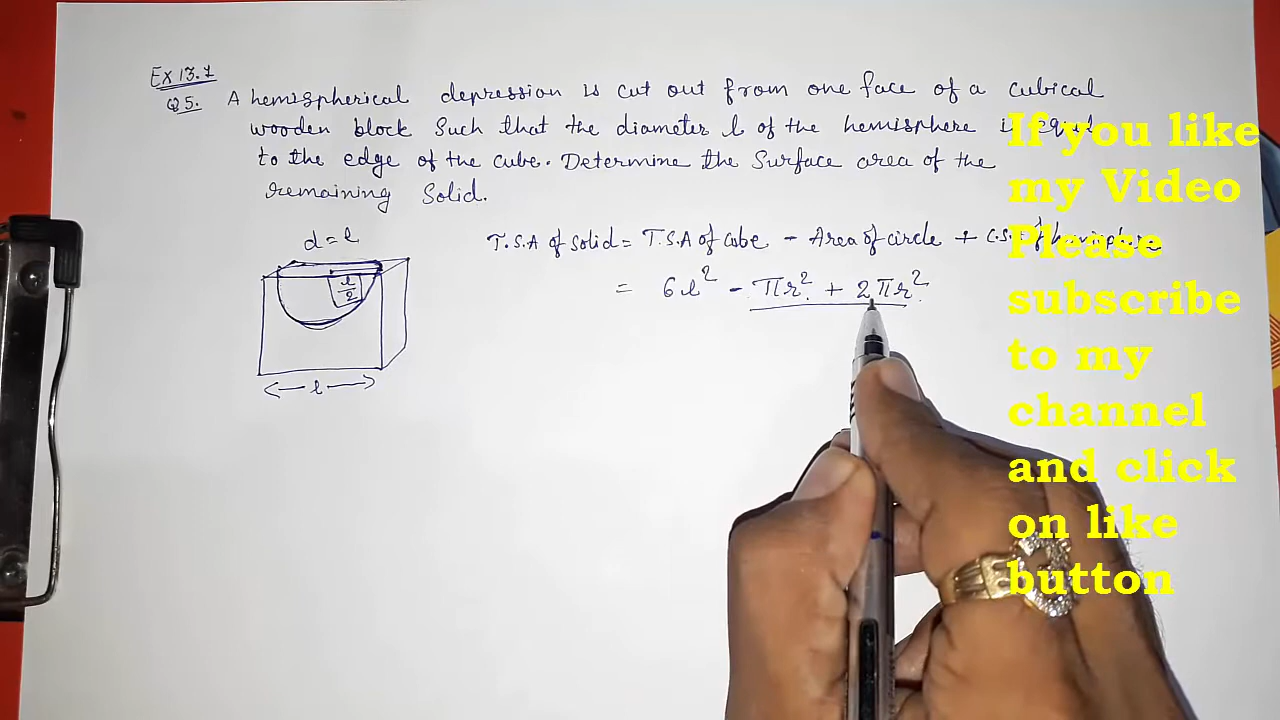 Ex 13.1
Q5. A hemispherical depression is cut out from one face of a cubical
wooden block Such that the diameter l of the hemisphere is equal
to the edge of the cube. Determine the Surface area of the
remaining Solid.
d = l
T.S.A of solid = T.S.A of cube - Area of circle + C.S.A of hemisphere
= 6l² - πr² + 2πr²
l/2
l
If you like
my Video
Please
subscribe
to my
channel
and click
on like
button